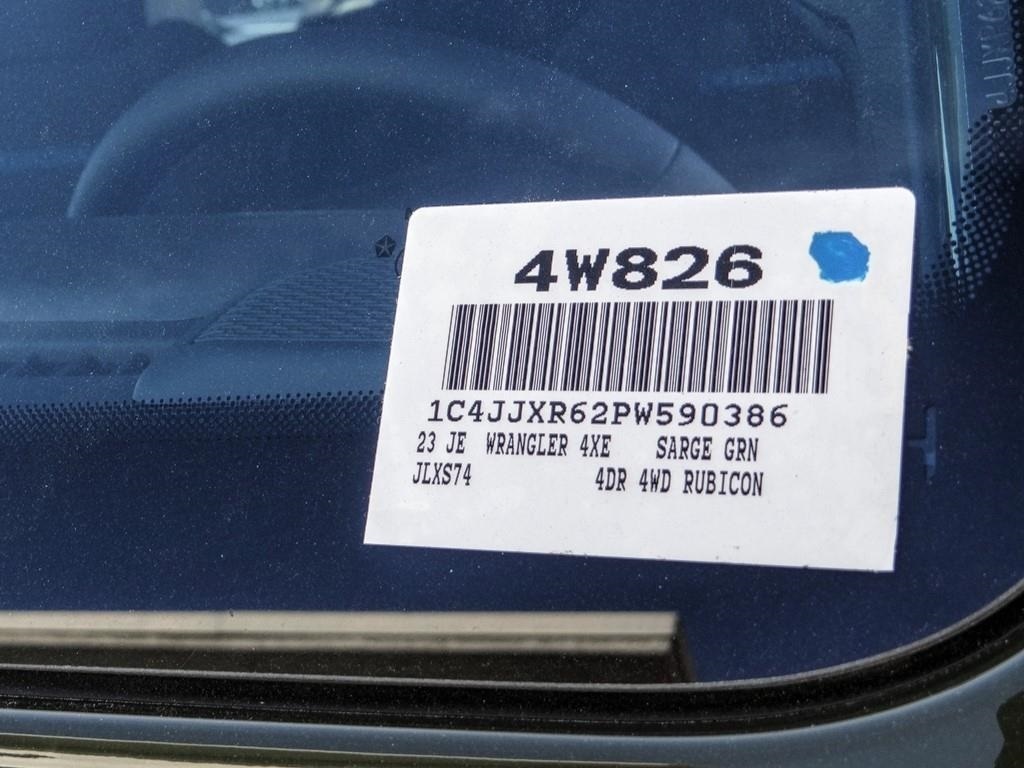 4W826
1C4JJXR62PW590386
23 JE WRANGLER 4XE SARGE GRN
JLXS74 4DR 4WD RUBICON